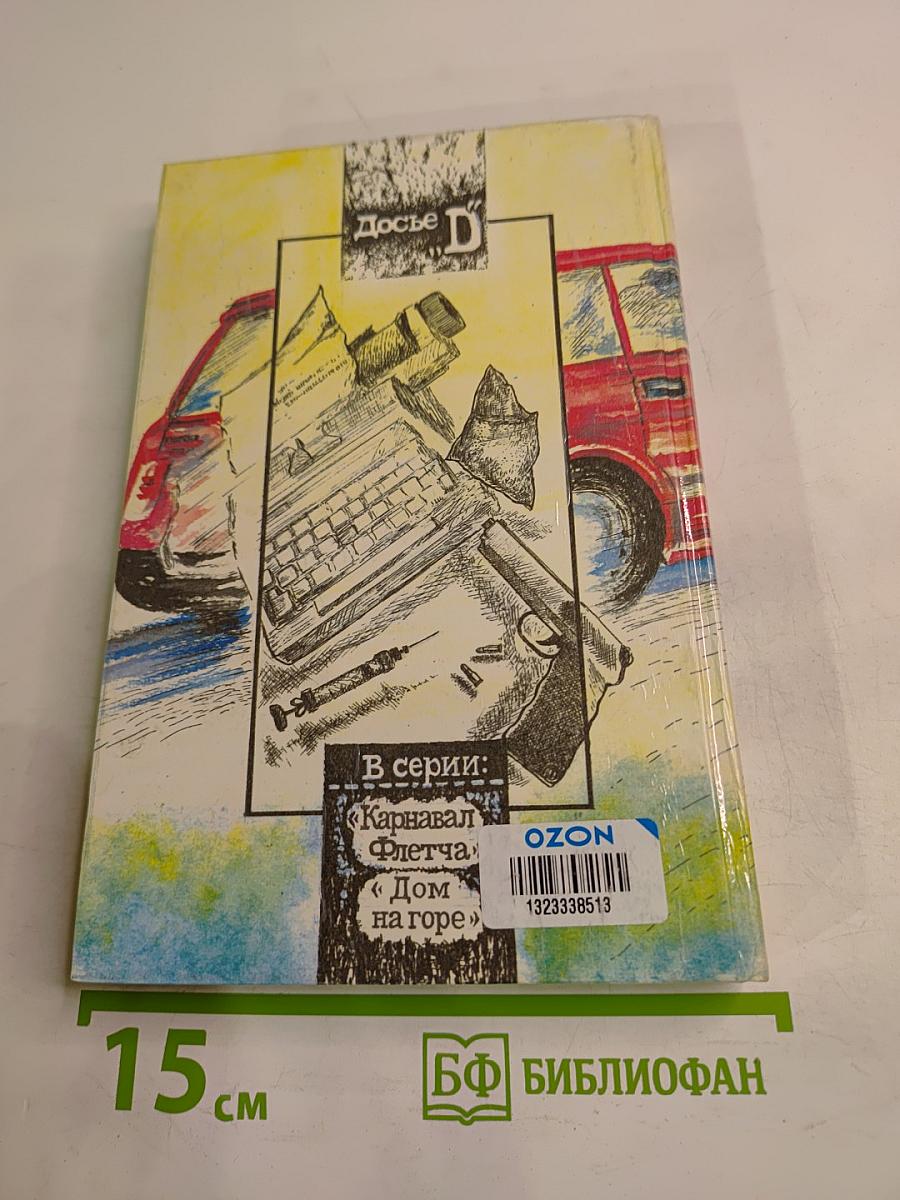 Досье „D“
В серии:
«Карнавал
Флетча»
« Дом
на горе»
OZON
1323338513
15 см
БФ БИБЛИОФАН